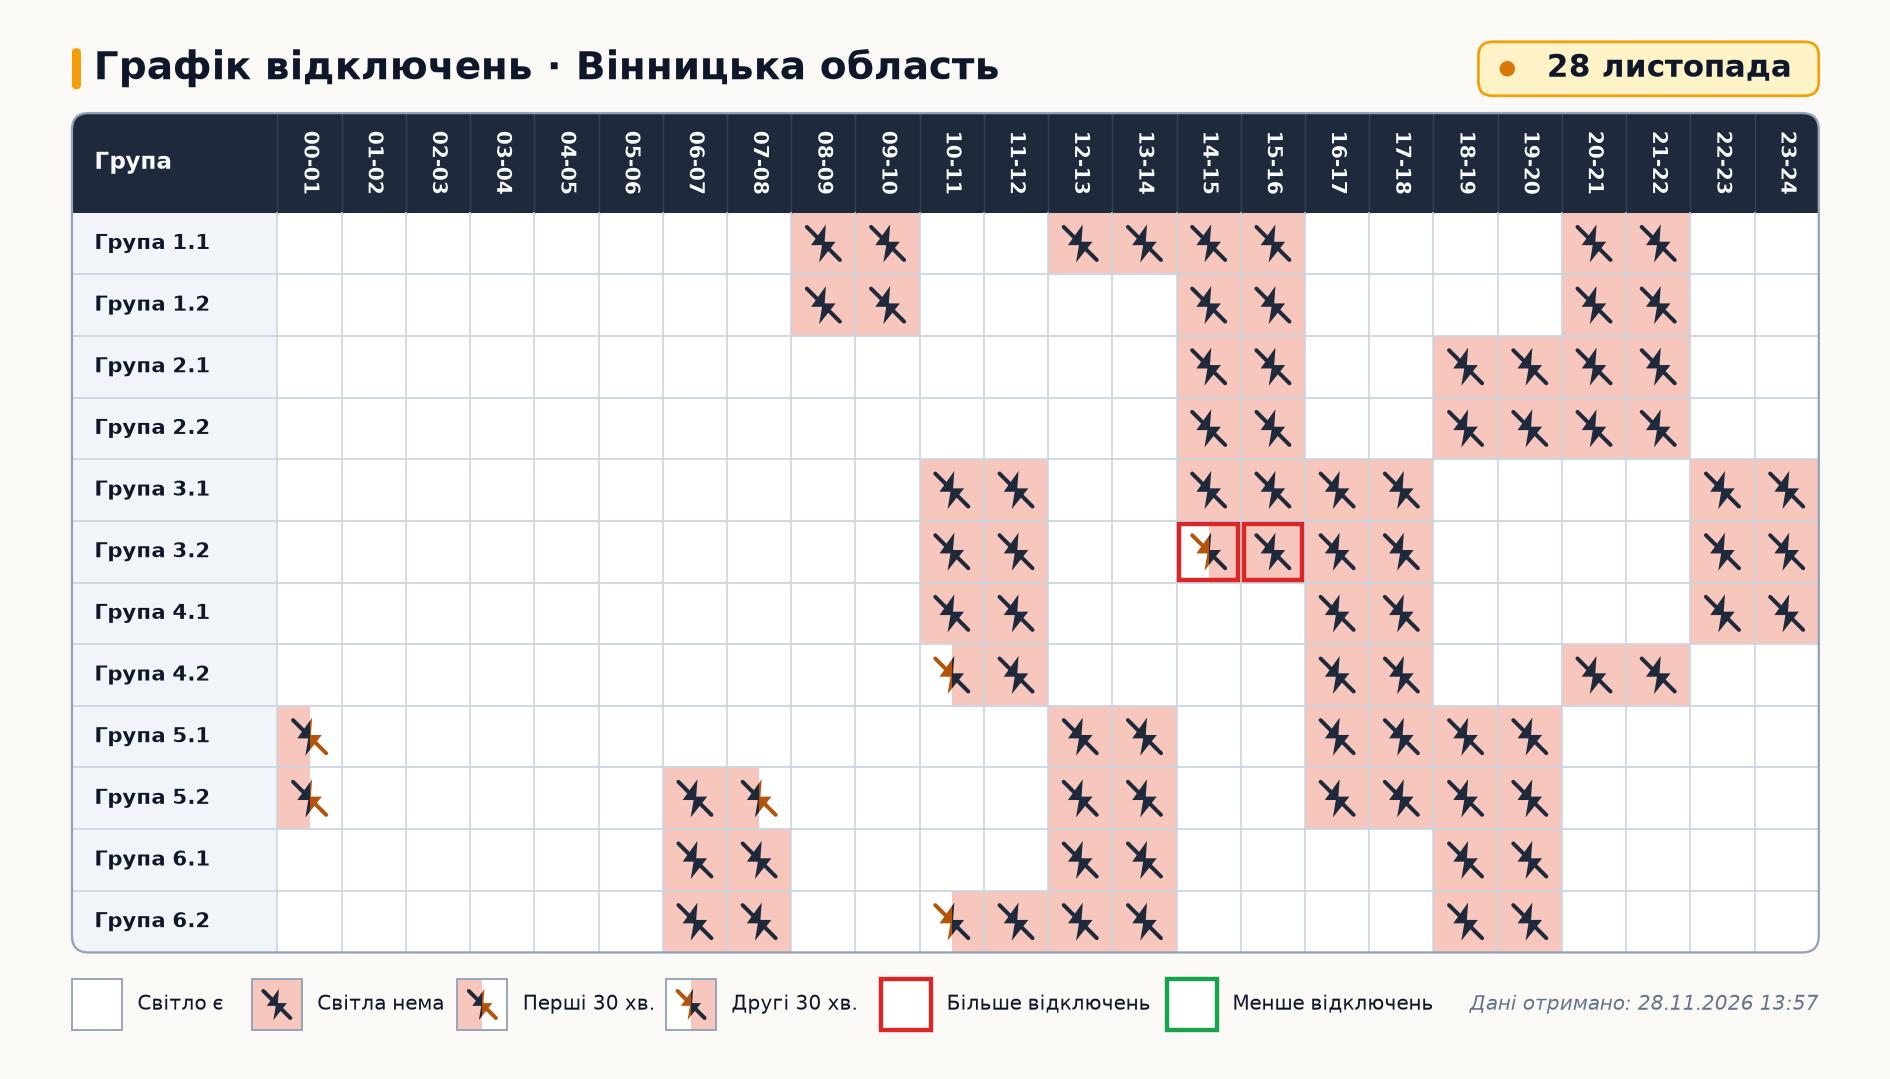 Графік відключень · Вінницька область
28 листопада
Група 00-01 01-02 02-03 03-04 04-05 05-06 06-07 07-08 08-09 09-10 10-11 11-12 12-13 13-14 14-15 15-16 16-17 17-18 18-19 19-20 20-21 21-22 22-23 23-24
Група 1.1
Група 1.2
Група 2.1
Група 2.2
Група 3.1
Група 3.2
Група 4.1
Група 4.2
Група 5.1
Група 5.2
Група 6.1
Група 6.2
Світло є Світла нема Перші 30 хв. Другі 30 хв. Більше відключень Менше відключень Дані отримано: 28.11.2026 13:57